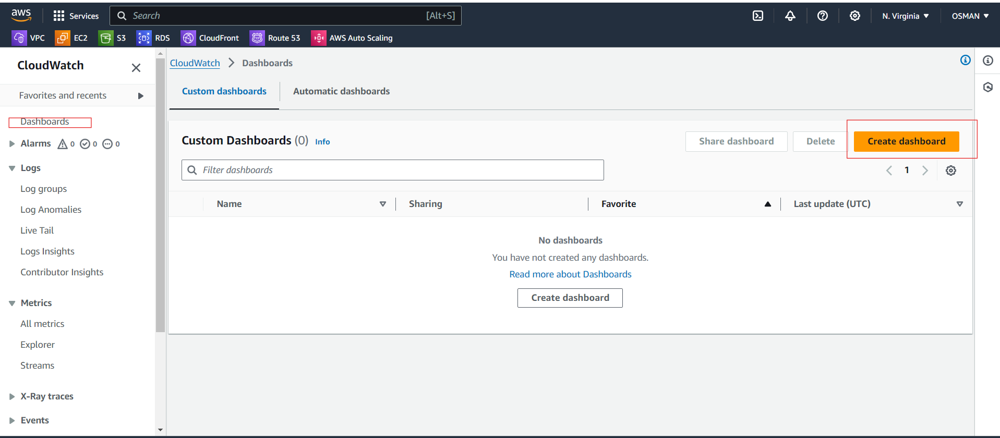 aws
Services
Search [Alt+S]
N. Virginia
OSMAN
VPC EC2 S3 RDS CloudFront 53 Route 53 AWS Auto Scaling
CloudWatch
Favorites and recents
Dashboards
Alarms 0 0 0
Logs
Log groups
Log Anomalies
Live Tail
Logs Insights
Contributor Insights
Metrics
All metrics
Explorer
Streams
X-Ray traces
Events
CloudWatch Dashboards
Custom dashboards Automatic dashboards
Custom Dashboards (0) Info
Share dashboard Delete Create dashboard
Filter dashboards
1
Name Sharing Favorite Last update (UTC)
No dashboards
You have not created any dashboards.
Read more about Dashboards
Create dashboard